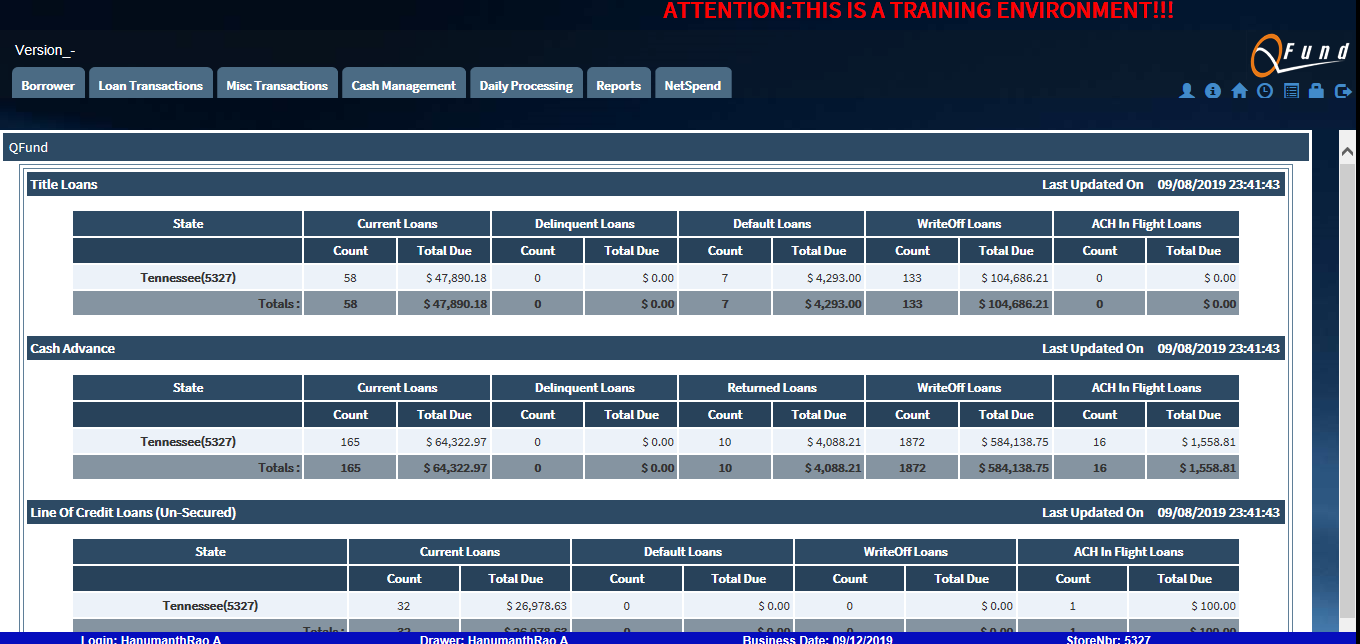 ATTENTION:THIS IS A TRAINING ENVIRONMENT!!!
Version_-
QFund
Borrower Loan Transactions Misc Transactions Cash Management Daily Processing Reports NetSpend
QFund
Title Loans Last Updated On 09/08/2019 23:41:43
State Current Loans Delinquent Loans Default Loans WriteOff Loans ACH In Flight Loans
Count Total Due Count Total Due Count Total Due Count Total Due Count Total Due
Tennessee(5327) 58 $ 47,890.18 0 $ 0.00 7 $ 4,293.00 133 $ 104,686.21 0 $ 0.00
Totals : 58 $ 47,890.18 0 $ 0.00 7 $ 4,293.00 133 $ 104,686.21 0 $ 0.00
Cash Advance Last Updated On 09/08/2019 23:41:43
State Current Loans Delinquent Loans Returned Loans WriteOff Loans ACH In Flight Loans
Count Total Due Count Total Due Count Total Due Count Total Due Count Total Due
Tennessee(5327) 165 $ 64,322.97 0 $ 0.00 10 $ 4,088.21 1872 $ 584,138.75 16 $ 1,558.81
Totals : 165 $ 64,322.97 0 $ 0.00 10 $ 4,088.21 1872 $ 584,138.75 16 $ 1,558.81
Line Of Credit Loans (Un-Secured) Last Updated On 09/08/2019 23:41:43
State Current Loans Default Loans WriteOff Loans ACH In Flight Loans
Count Total Due Count Total Due Count Total Due Count Total Due
Tennessee(5327) 32 $ 26,978.63 0 $ 0.00 0 $ 0.00 1 $ 100.00
Totals : 32 $ 26,978.63 0 $ 0.00 0 $ 0.00 1 $ 100.00
Login: HanumanthRao A Drawer: HanumanthRao A Business Date: 09/12/2019 StoreNbr: 5327